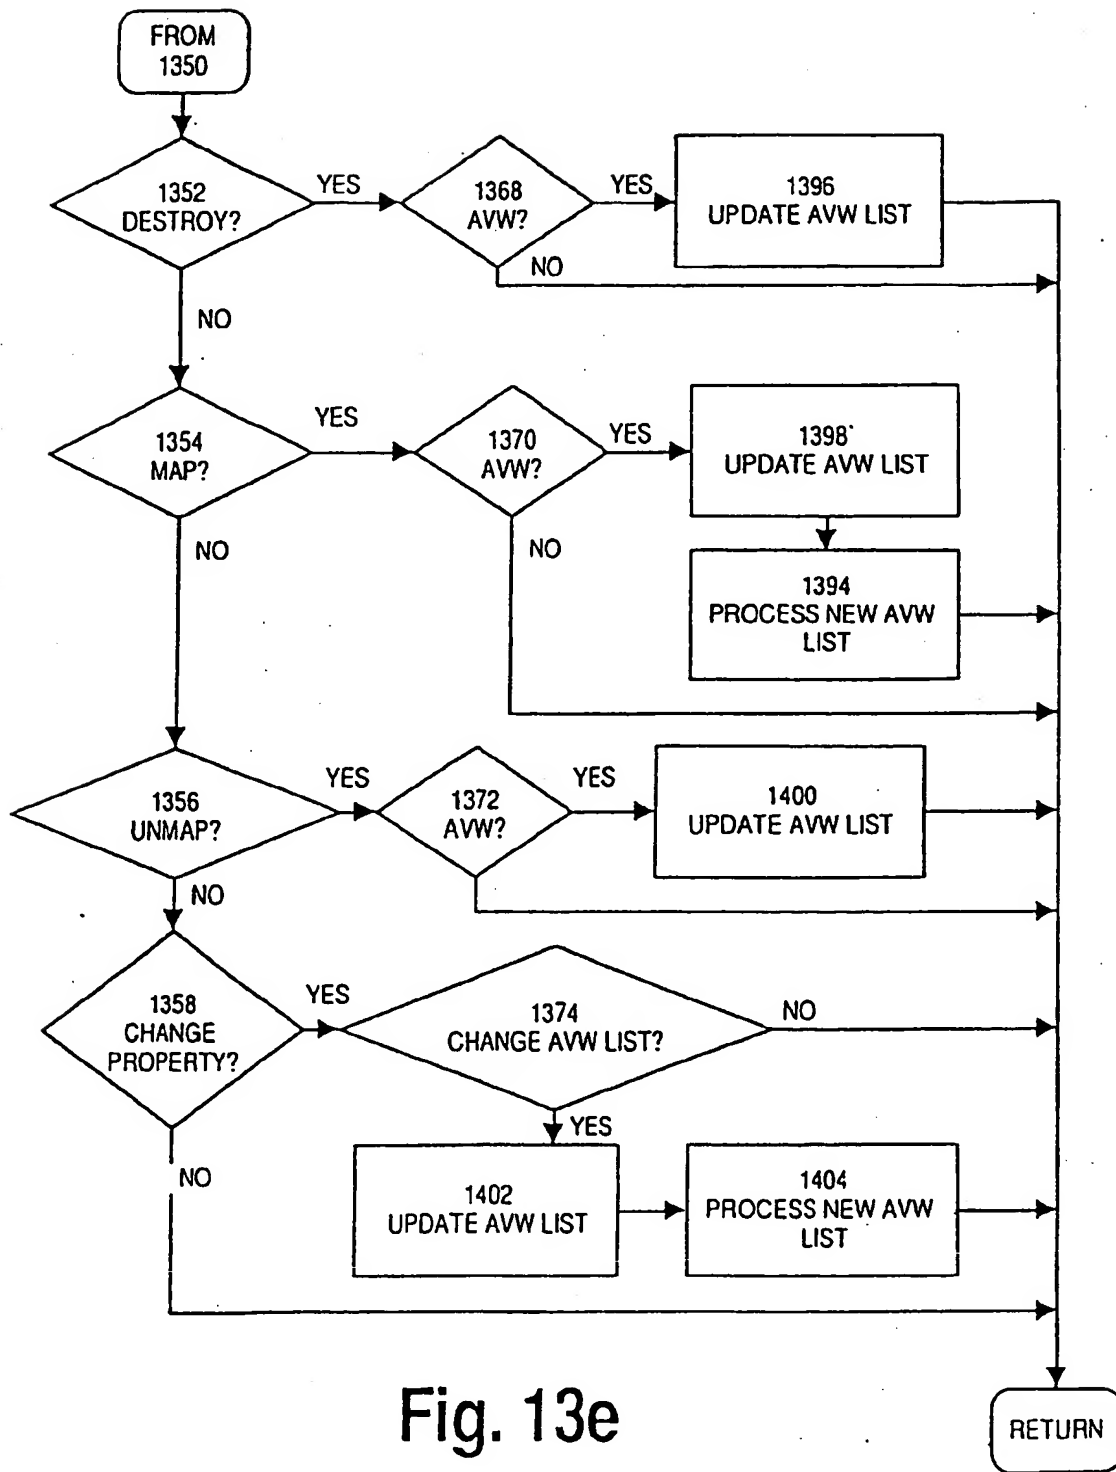 FROM
1350
1352
DESTROY?
YES
1368
AVW?
YES
1396
UPDATE AVW LIST
NO
NO
1354
MAP?
YES
1370
AVW?
YES
1398
UPDATE AVW LIST
NO
NO
1394
PROCESS NEW AVW
LIST
1356
UNMAP?
YES
1372
AVW?
YES
1400
UPDATE AVW LIST
NO
1358
CHANGE
PROPERTY?
YES
1374
CHANGE AVW LIST?
NO
YES
NO
1402
UPDATE AVW LIST
1404
PROCESS NEW AVW
LIST
Fig. 13e
RETURN